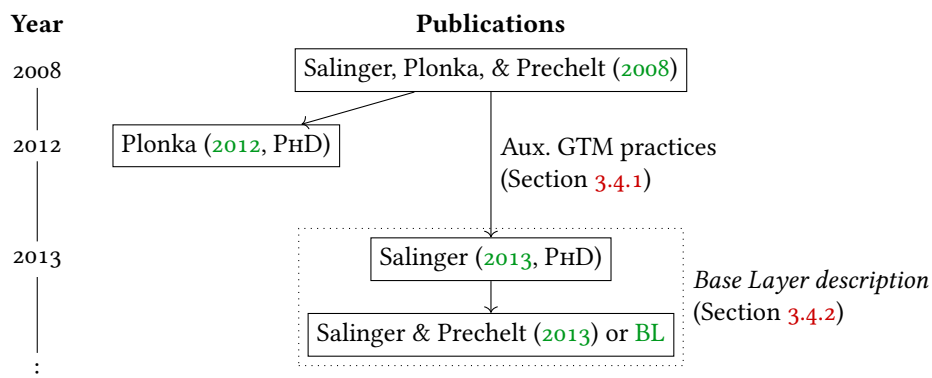 Year Publications
2008 Salinger, Plonka, & Prechelt (2008)
2012 Plonka (2012, PHD)
Aux. GTM practices
(Section 3.4.1)
2013 Salinger (2013, PHD)
Base Layer description
(Section 3.4.2)
Salinger & Prechelt (2013) or BL
⋮